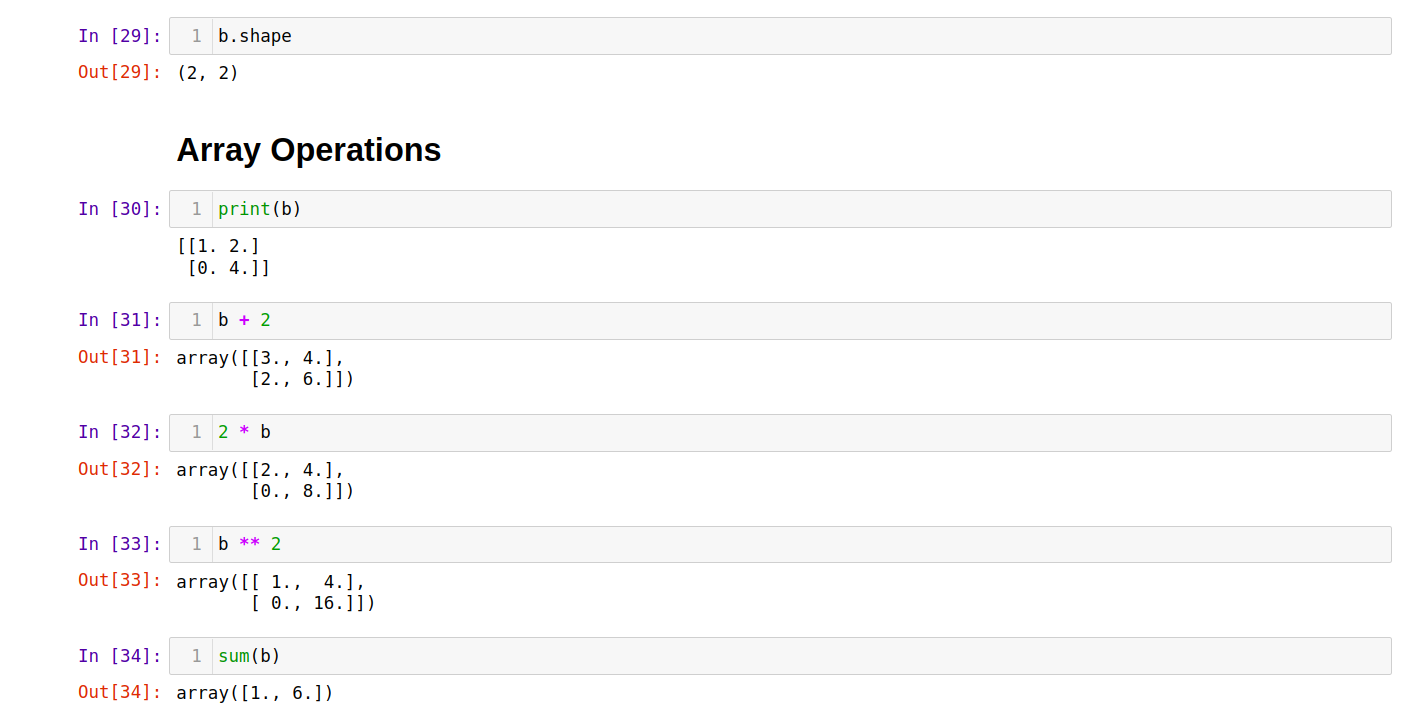 In [29]: 1 b.shape
Out[29]: (2, 2)
Array Operations
In [30]: 1 print(b)
[[1. 2.]
 [0. 4.]]
In [31]: 1 b + 2
Out[31]: array([[3., 4.],
       [2., 6.]])
In [32]: 1 2 * b
Out[32]: array([[2., 4.],
       [0., 8.]])
In [33]: 1 b ** 2
Out[33]: array([[ 1.,  4.],
       [ 0., 16.]])
In [34]: 1 sum(b)
Out[34]: array([1., 6.])